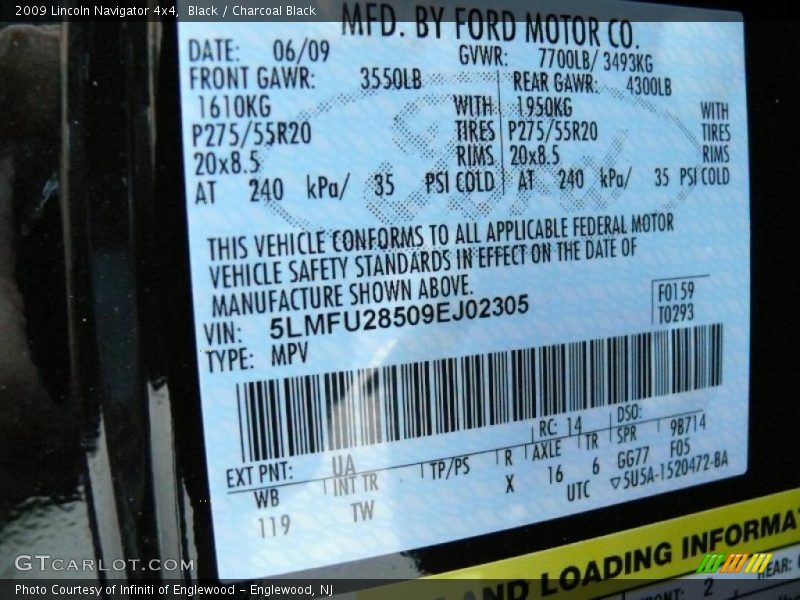 2009 Lincoln Navigator 4x4, Black / Charcoal Black
MFD. BY FORD MOTOR CO.
DATE: 06/09 GVWR: 7700LB/ 3493KG
FRONT GAWR: 3550LB REAR GAWR: 4300LB
1610KG WITH 1950KG WITH
P275/55R20 TIRES P275/55R20 TIRES
20x8.5 RIMS 20x8.5 RIMS
AT 240 kPa/ 35 PSI COLD AT 240 kPa/ 35 PSI COLD
THIS VEHICLE CONFORMS TO ALL APPLICABLE FEDERAL MOTOR
VEHICLE SAFETY STANDARDS IN EFFECT ON THE DATE OF
MANUFACTURE SHOWN ABOVE.
F0159
VIN: 5LMFU28509EJ02305
T0293
TYPE: MPV
EXT PNT: UA RC: 14 DSO:
WB INT TR TP/PS R AXLE TR SPR 9B714
119 TW X 16 6 GG77 F05
UTC ▽5U5A-1520472-BA
AND LOADING INFORMA
FRONT: 2 REAR:
GTCARLOT.COM
Photo Courtesy of Infiniti of Englewood - Englewood, NJ